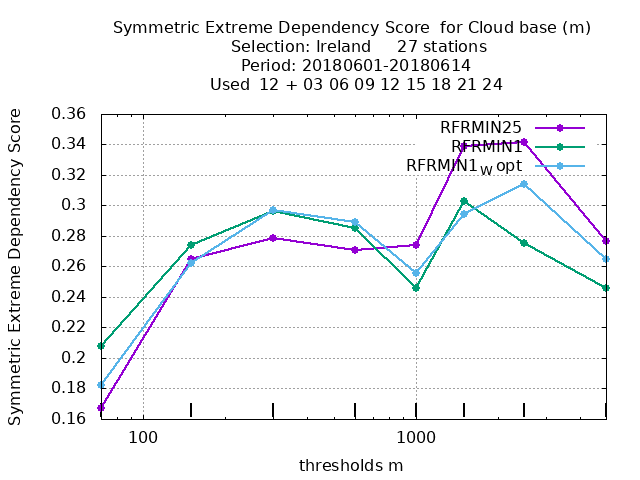 Symmetric Extreme Dependency Score  for Cloud base (m)
Selection: Ireland     27 stations
Period: 20180601-20180614
Used  12 + 03 06 09 12 15 18 21 24
Symmetric Extreme Dependency Score
0.36
0.34
0.32
0.3
0.28
0.26
0.24
0.22
0.2
0.18
0.16
RFRMIN25
RFRMIN1
RFRMIN1W opt
100
1000
thresholds m